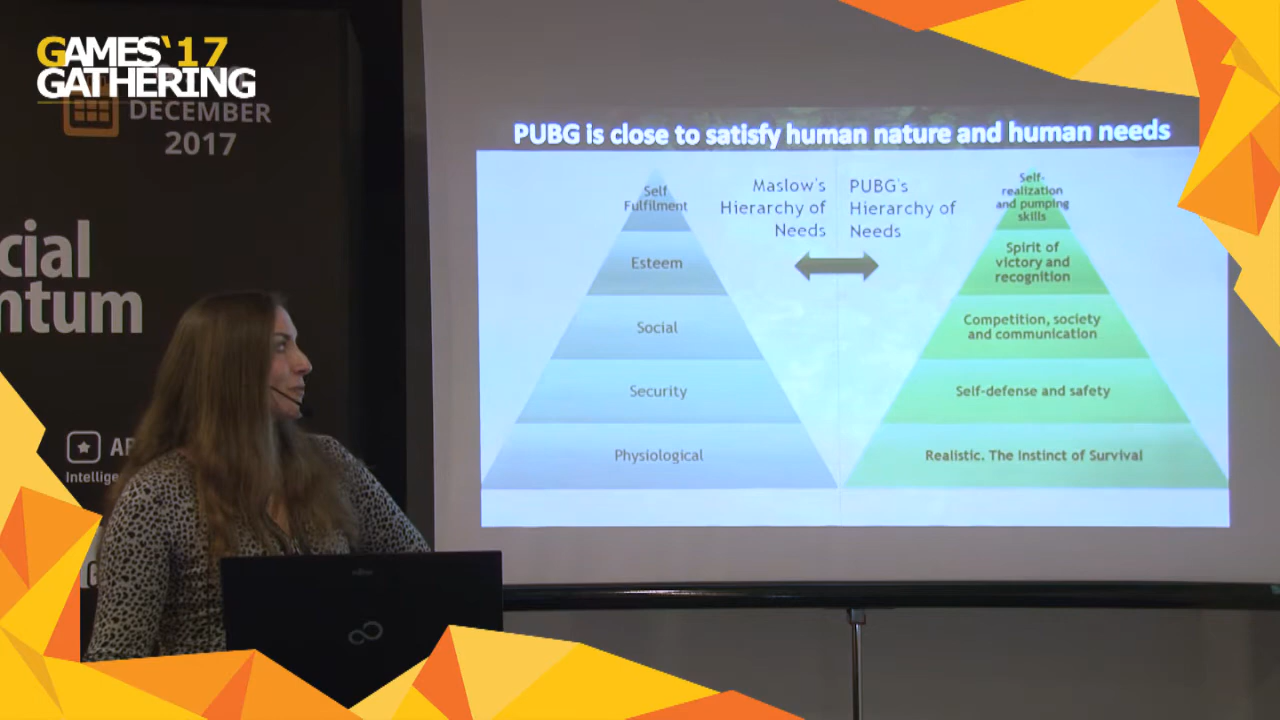 GAMES‘17
GATHERING
DECEMBER
2017
cial
ntum
Intellige
PUBG is close to satisfy human nature and human needs
Self
Fulfilment
Esteem
Social
Security
Physiological
Maslow's
Hierarchy of
Needs
PUBG's
Hierarchy of
Needs
Self-
realization
and pumping
skills
Spirit of
victory and
recognition
Competition, society
and communication
Self-defense and safety
Realistic. The Instinct of Survival